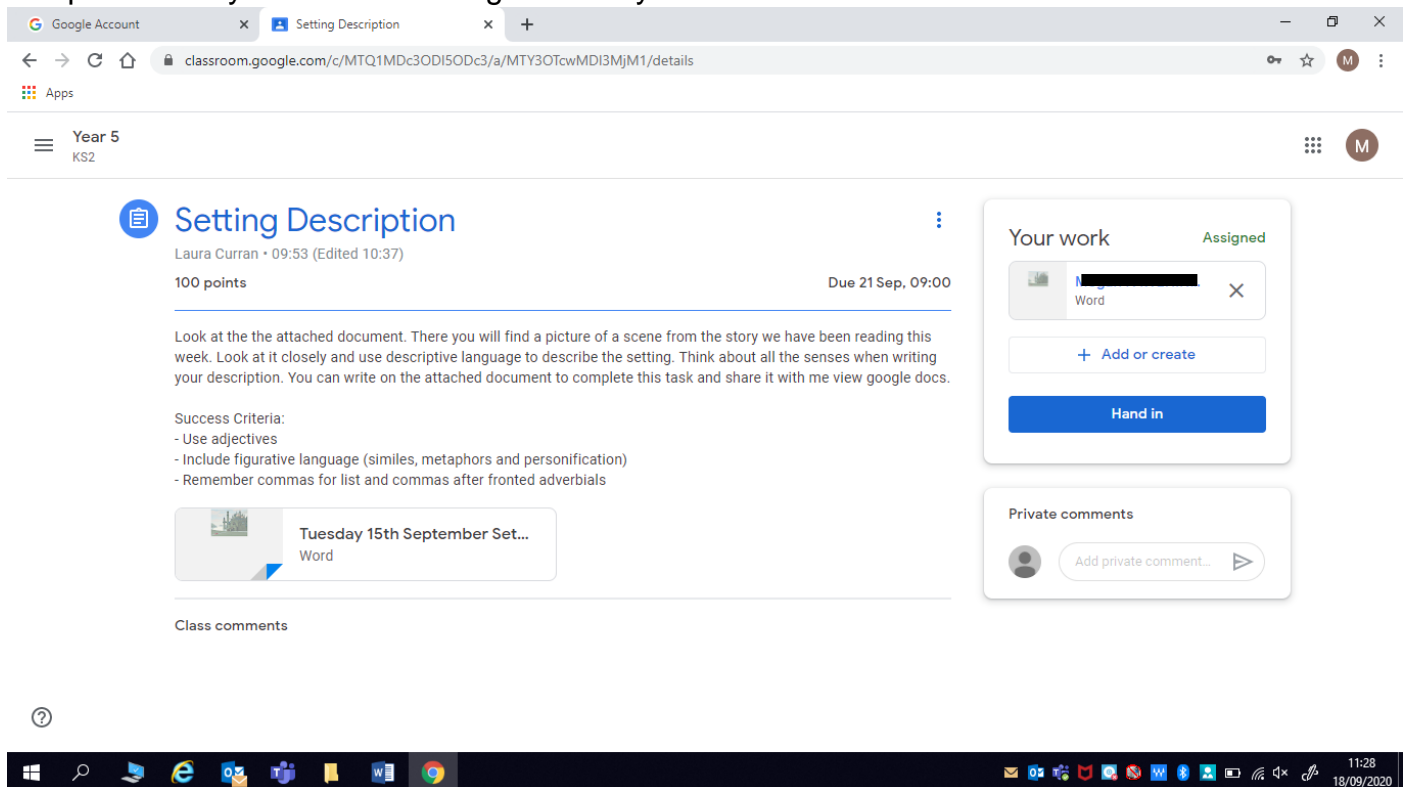 Google Account
Setting Description
classroom.google.com/c/MTQ1MDc3ODI5ODc3/a/MTY3OTcwMDI3MjM1/details
M
Apps
Year 5
KS2
M
Setting Description
Laura Curran • 09:53 (Edited 10:37)
100 points
Due 21 Sep, 09:00
Look at the the attached document. There you will find a picture of a scene from the story we have been reading this
week. Look at it closely and use descriptive language to describe the setting. Think about all the senses when writing
your description. You can write on the attached document to complete this task and share it with me view google docs.
Success Criteria:
- Use adjectives
- Include figurative language (similes, metaphors and personification)
- Remember commas for list and commas after fronted adverbials
Tuesday 15th September Set...
Word
Class comments
Your work
Assigned
Word
+ Add or create
Hand in
Private comments
Add private comment...
11:28
18/09/2020